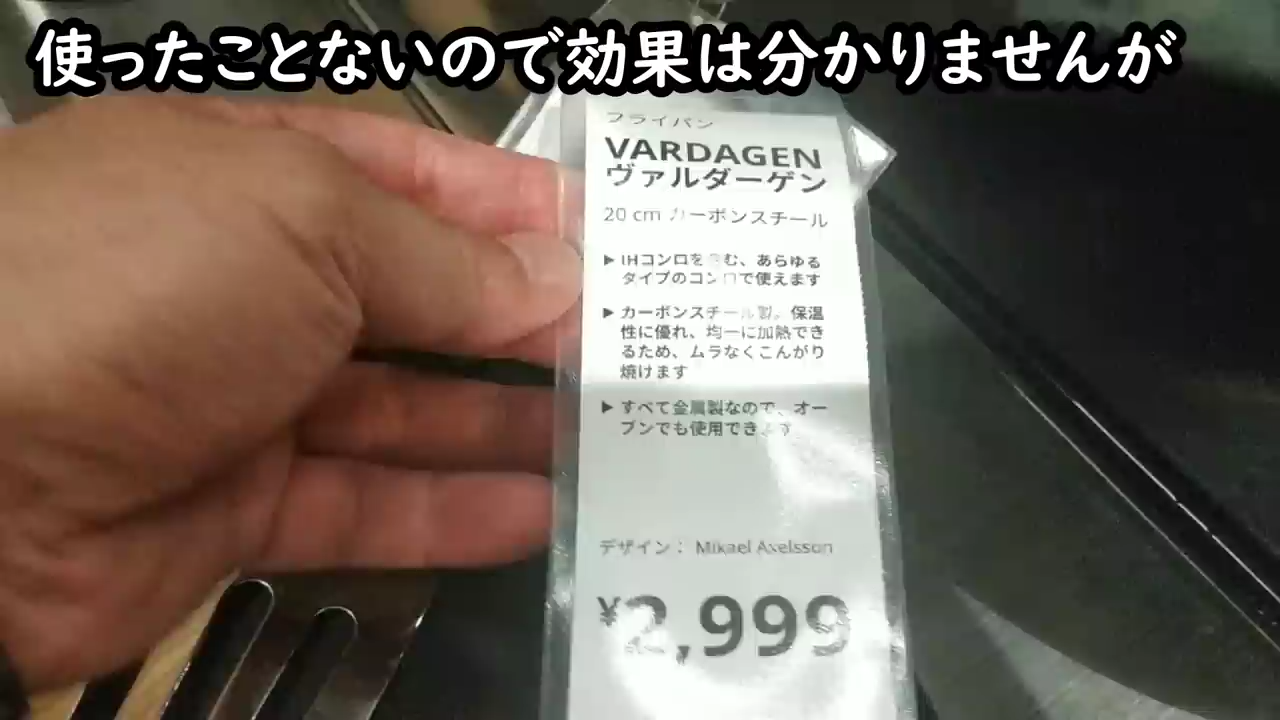 使ったことないので効果は分かりませんが
フライパン
VARDAGEN
ヴァルダーゲン
20 cm カーボンスチール
▶ IHコンロを含む、あらゆる
タイプのコンロで使えます
▶ カーボンスチール製。保温
性に優れ、均一に加熱でき
るため、ムラなくこんがり
焼けます
▶ すべて金属製なので、オー
ブンでも使用できます
デザイン： Mikael Axelsson
¥2,999